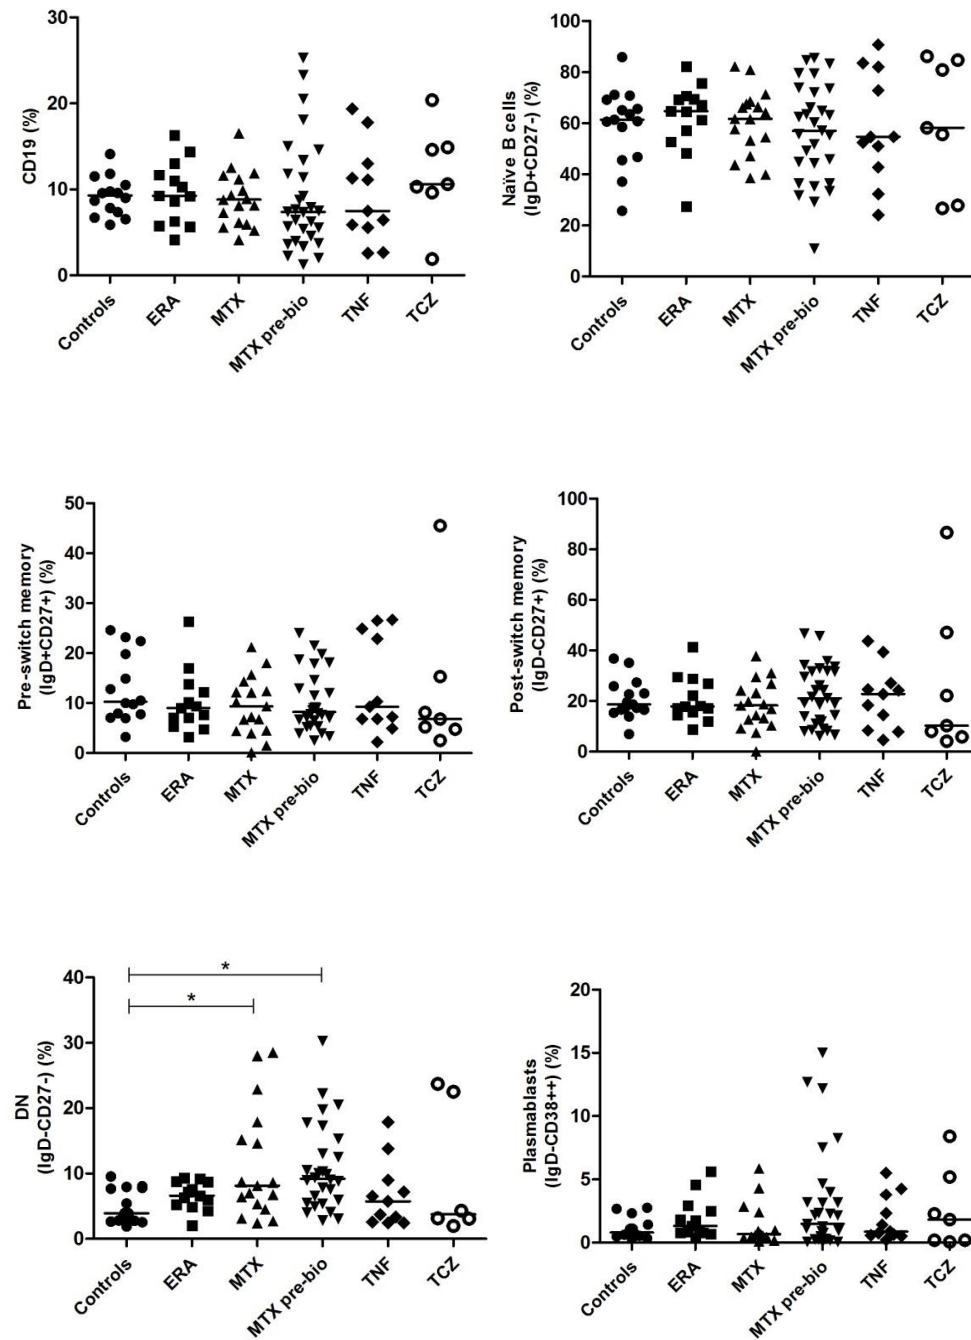 CD19 (%)
30
20
10
0
Controls
ERA
MTX
MTX pre-bio
TNF
TCZ
Naïve B cells
(IgD+CD27-) (%)
100
80
60
40
20
0
Controls
ERA
MTX
MTX pre-bio
TNF
TCZ
Pre-switch memory
(IgD+CD27+) (%)
50
40
30
20
10
0
Controls
ERA
MTX
MTX pre-bio
TNF
TCZ
Post-switch memory
(IgD-CD27+) (%)
100
80
60
40
20
0
Controls
ERA
MTX
MTX pre-bio
TNF
TCZ
DN
(IgD-CD27-) (%)
40
30
20
10
0
*
*
Controls
ERA
MTX
MTX pre-bio
TNF
TCZ
Plasmablasts
(IgD-CD38++) (%)
20
15
10
5
0
Controls
ERA
MTX
MTX pre-bio
TNF
TCZ